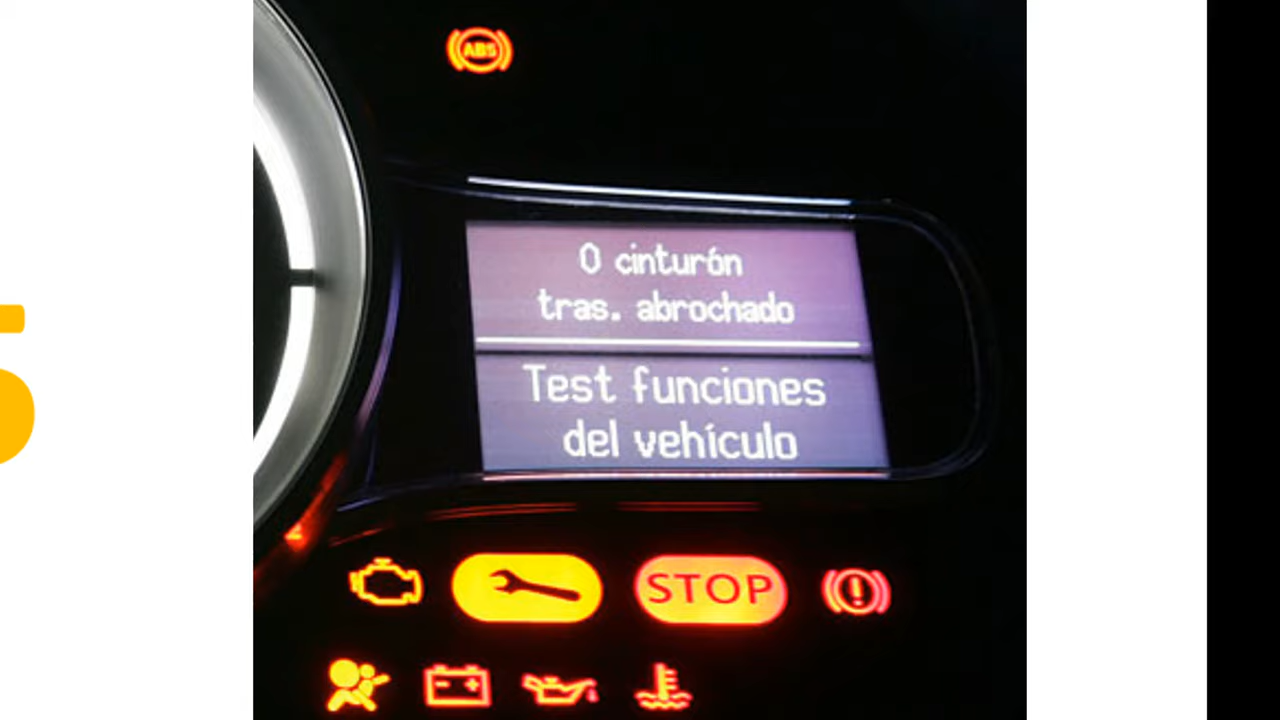 ABS
0 cinturón
tras. abrochado
Test funciones
del vehículo
STOP